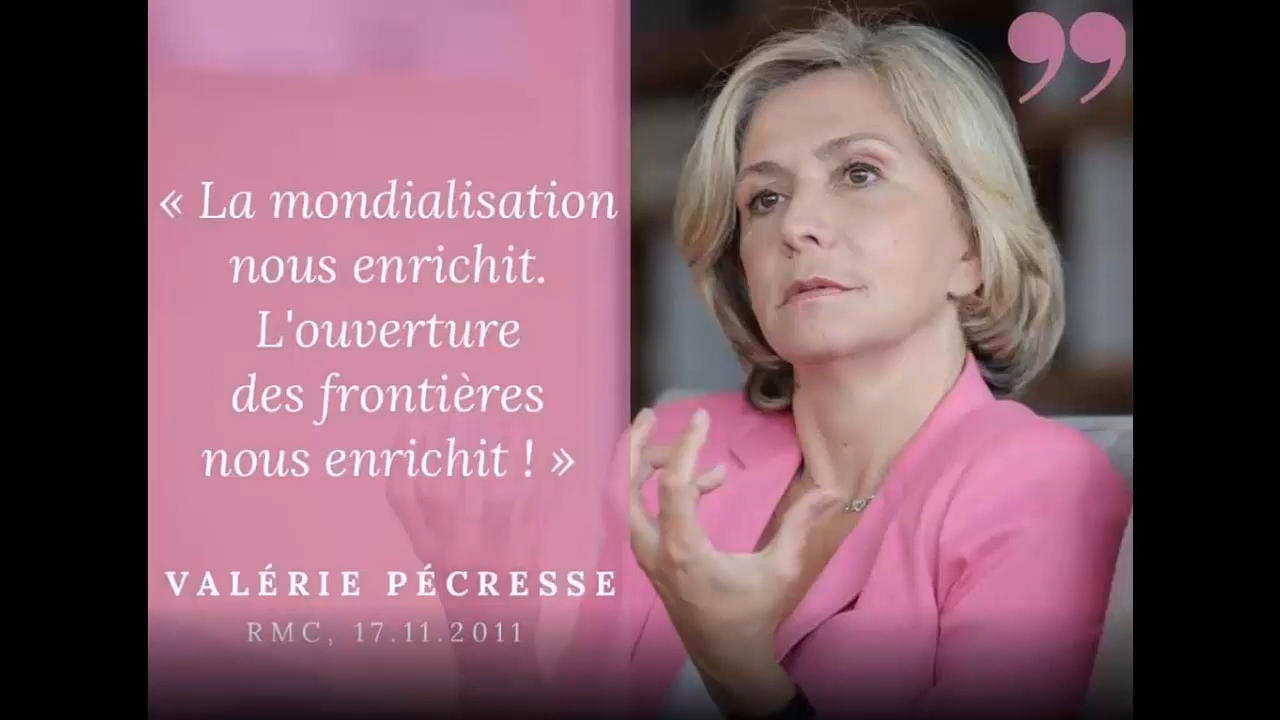 « La mondialisation
nous enrichit.
L'ouverture
des frontières
nous enrichit ! »
VALÉRIE PÉCRESSE
RMC, 17.11.2011